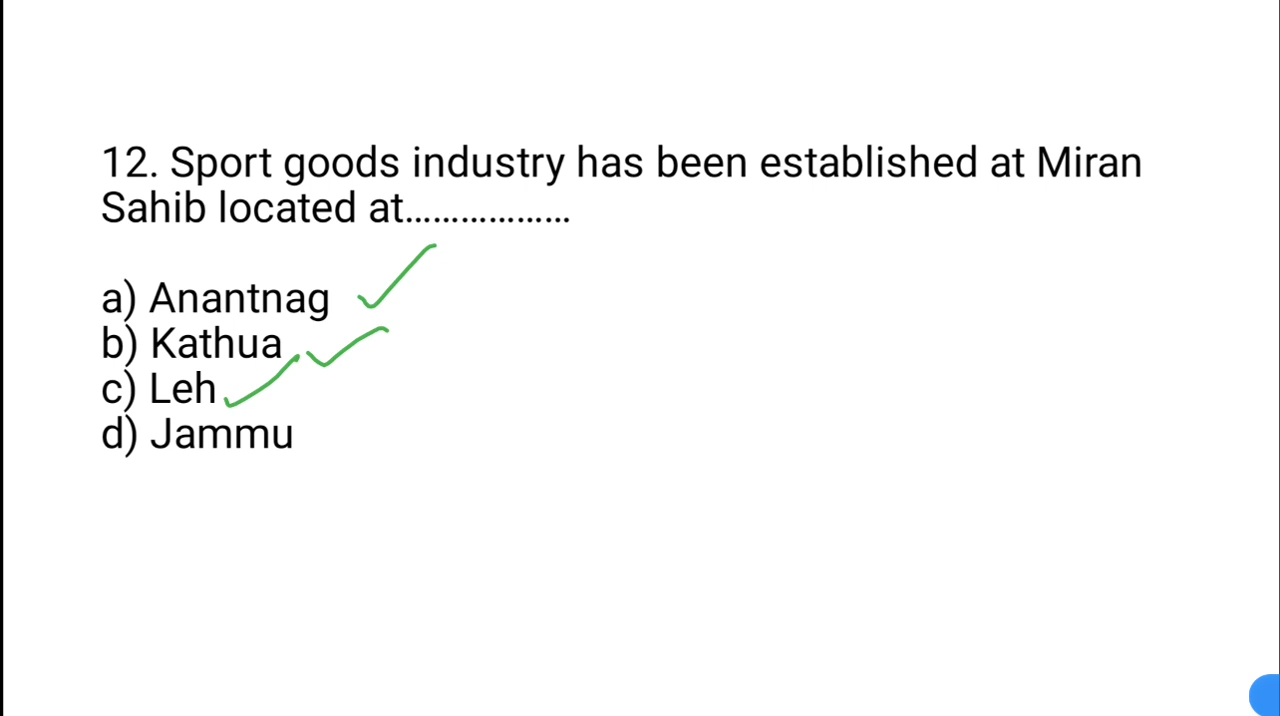 12. Sport goods industry has been established at Miran
Sahib located at..................
a) Anantnag
b) Kathua
c) Leh
d) Jammu